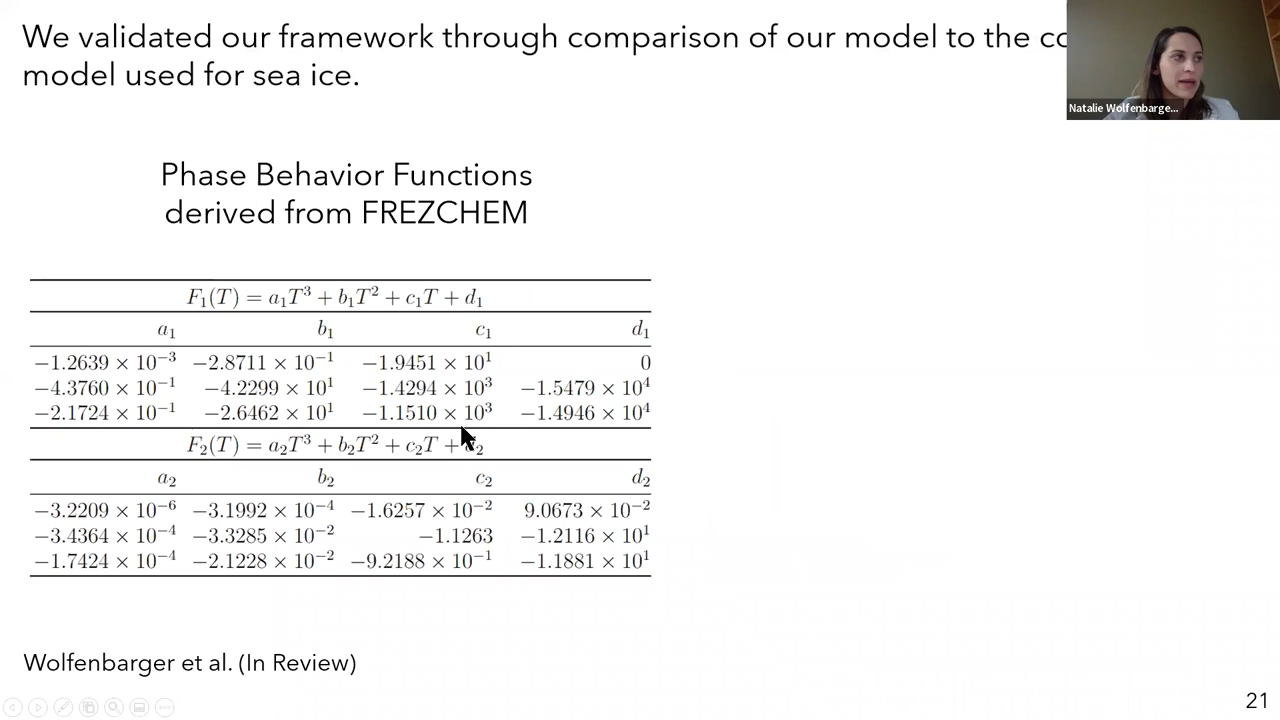 We validated our framework through comparison of our model to the
model used for sea ice.
Natalie Wolfenbarge...
Phase Behavior Functions
derived from FREZCHEM
F₁(T) = a₁T³ + b₁T² + c₁T + d₁
a₁ b₁ c₁ d₁
−1.2639 × 10⁻³ −2.8711 × 10⁻¹ −1.9451 × 10¹ 0
−4.3760 × 10⁻¹ −4.2299 × 10¹ −1.4294 × 10³ −1.5479 × 10⁴
−2.1724 × 10⁻¹ −2.6462 × 10¹ −1.1510 × 10³ −1.4946 × 10⁴
F₂(T) = a₂T³ + b₂T² + c₂T + ₂
a₂ b₂ c₂ d₂
−3.2209 × 10⁻⁶ −3.1992 × 10⁻⁴ −1.6257 × 10⁻² 9.0673 × 10⁻²
−3.4364 × 10⁻⁴ −3.3285 × 10⁻² −1.1263 −1.2116 × 10¹
−1.7424 × 10⁻⁴ −2.1228 × 10⁻² −9.2188 × 10⁻¹ −1.1881 × 10¹
Wolfenbarger et al. (In Review)
21